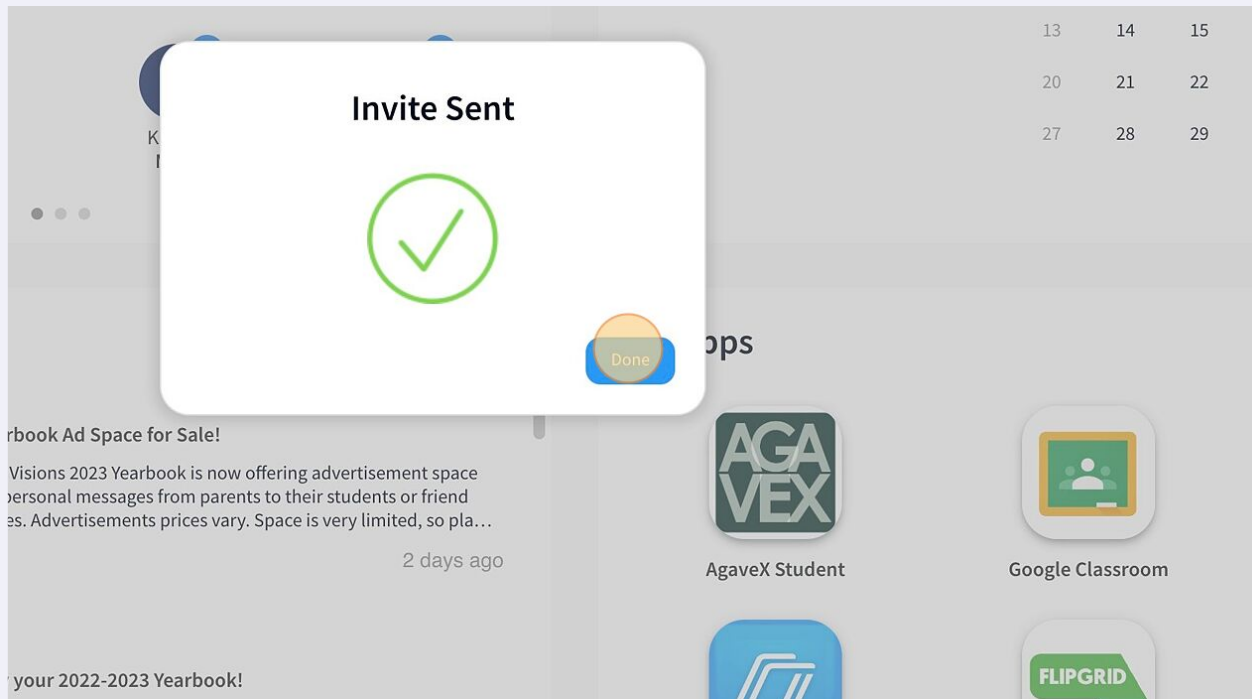 13 14 15
20 21 22
27 28 29
Invite Sent
Done
AGA
VEX
AgaveX Student
Google Classroom
FLIPGRID
rbook Ad Space for Sale!
Visions 2023 Yearbook is now offering advertisement space
personal messages from parents to their students or friend
es. Advertisements prices vary. Space is very limited, so pla...
2 days ago
your 2022-2023 Yearbook!